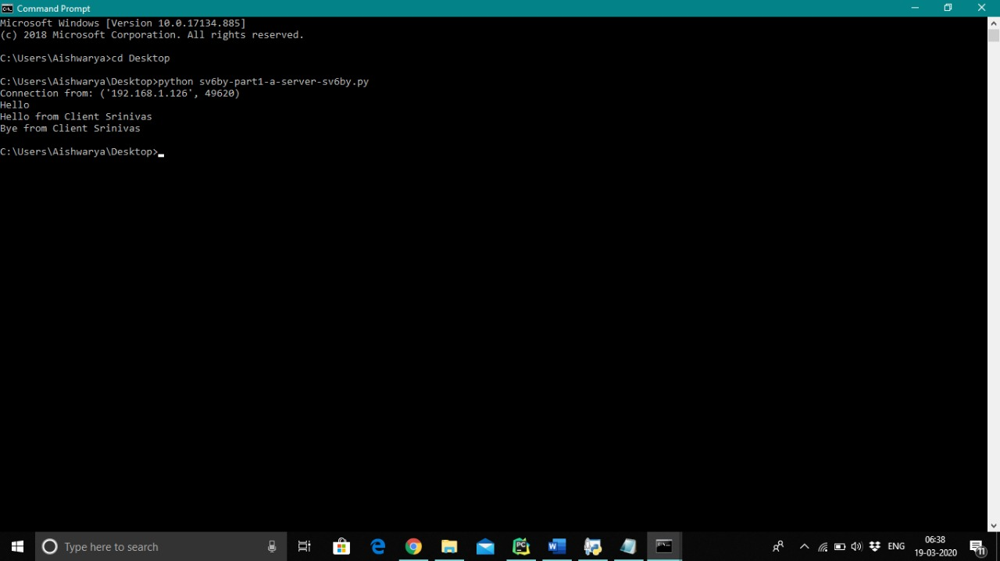 Command Prompt
Microsoft Windows [Version 10.0.17134.885]
(c) 2018 Microsoft Corporation. All rights reserved.
C:\Users\Aishwarya>cd Desktop
C:\Users\Aishwarya\Desktop>python sv6by-part1-a-server-sv6by.py
Connection from: ('192.168.1.126', 49620)
Hello
Hello from Client Srinivas
Bye from Client Srinivas
C:\Users\Aishwarya\Desktop>
Type here to search
ENG
06:38
19-03-2020
11